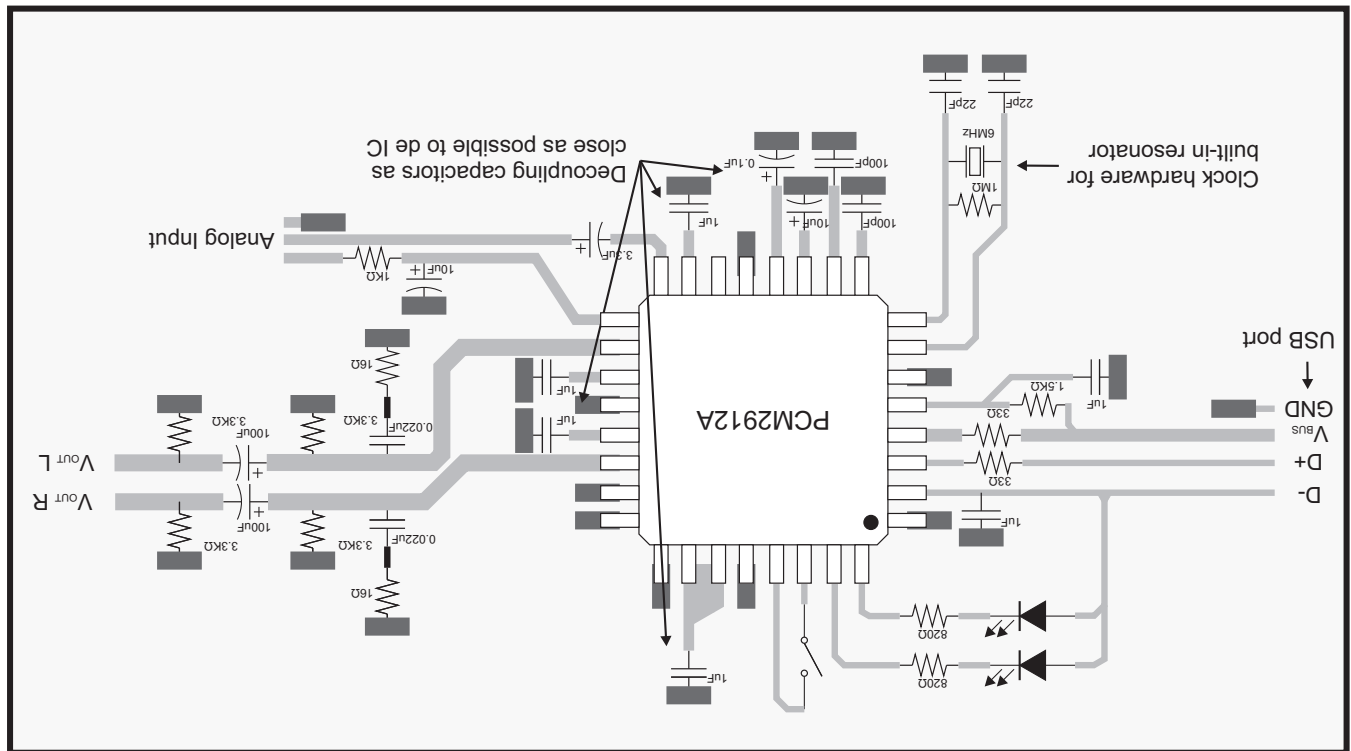 820Ω
1uF
820Ω
16Ω
1uF
0.022uF
3.3KΩ
100uF
3.3KΩ
D-
VOUT R
33Ω
D+
VOUT L
VBUS
GND
33Ω
1.5KΩ
1uF
PCM2912A
1uF
1uF
0.022uF
3.3KΩ
100uF
3.3KΩ
16Ω
USB port
3.3uF
10uF
1KΩ
Analog Input
100pF
10uF
1uF
1MΩ
Clock hardware for
built-in resonator
6MHz
100pF
0.1uF
Decoupling capacitors as
close as possible to de IC
22pF
22pF